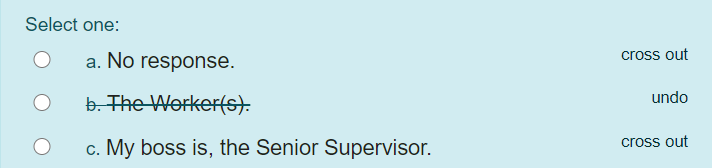 Select one:
a. No response. cross out
b. The Worker(s). undo
c. My boss is, the Senior Supervisor. cross out